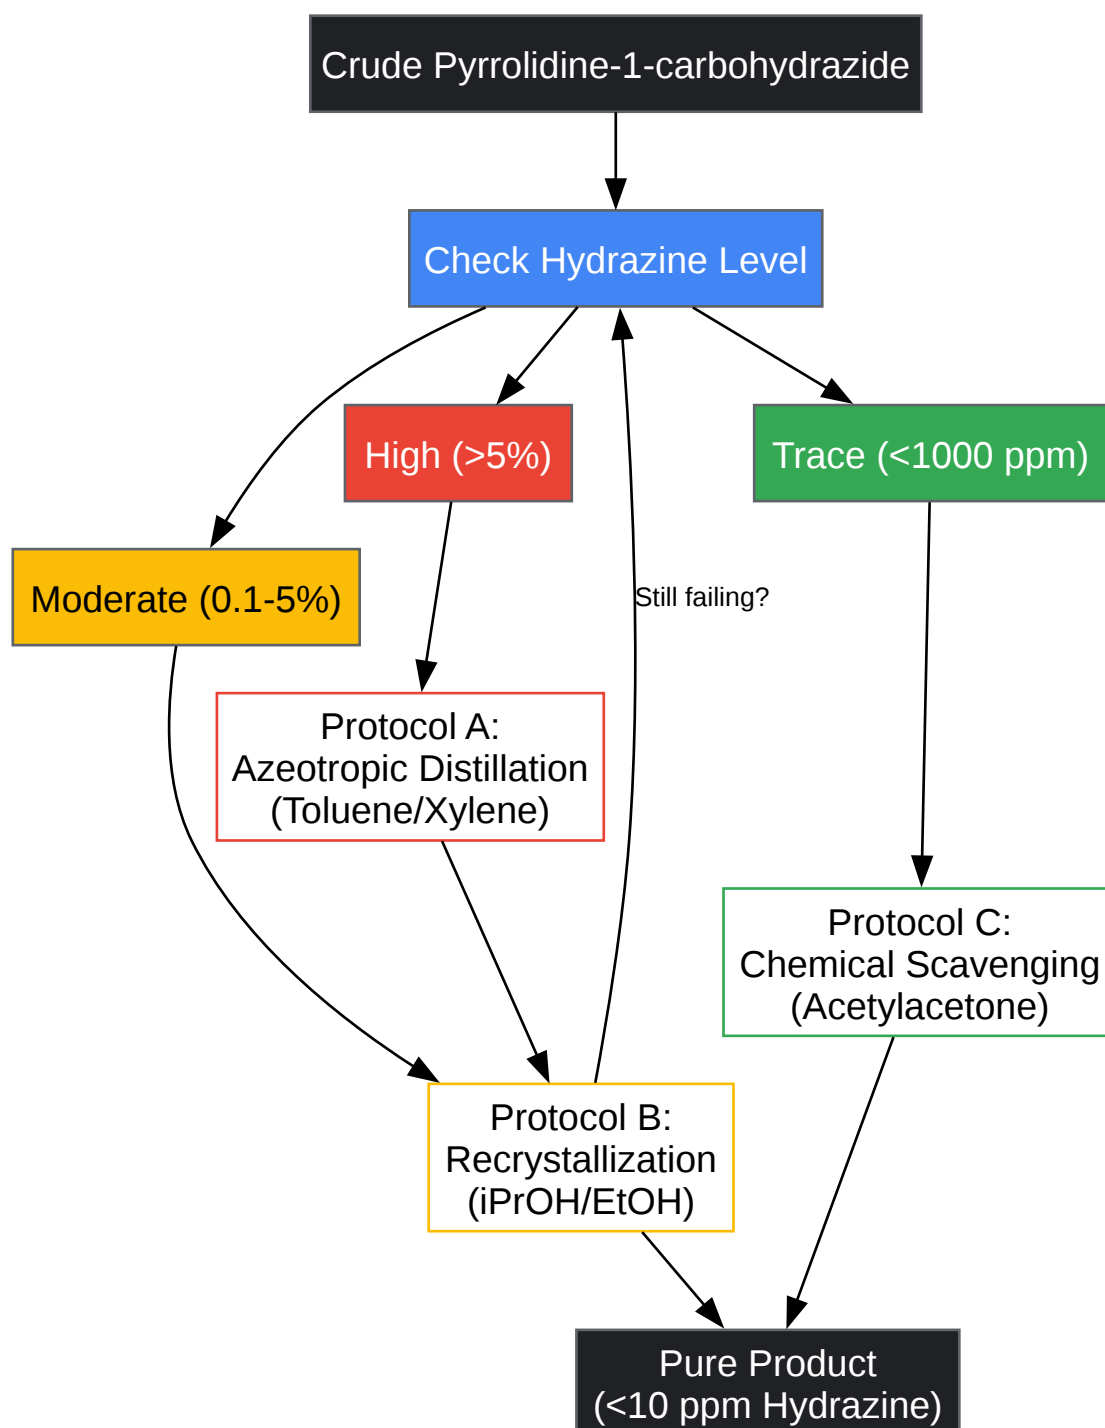 Crude Pyrrolidine-1-carbohydrazide
Check Hydrazine Level
High (>5%)
Trace (<1000 ppm)
Moderate (0.1-5%)
Still failing?
Protocol A:
Azeotropic Distillation
(Toluene/Xylene)
Protocol C:
Chemical Scavenging
(Acetylacetone)
Protocol B:
Recrystallization
(iPrOH/EtOH)
Pure Product
(<10 ppm Hydrazine)